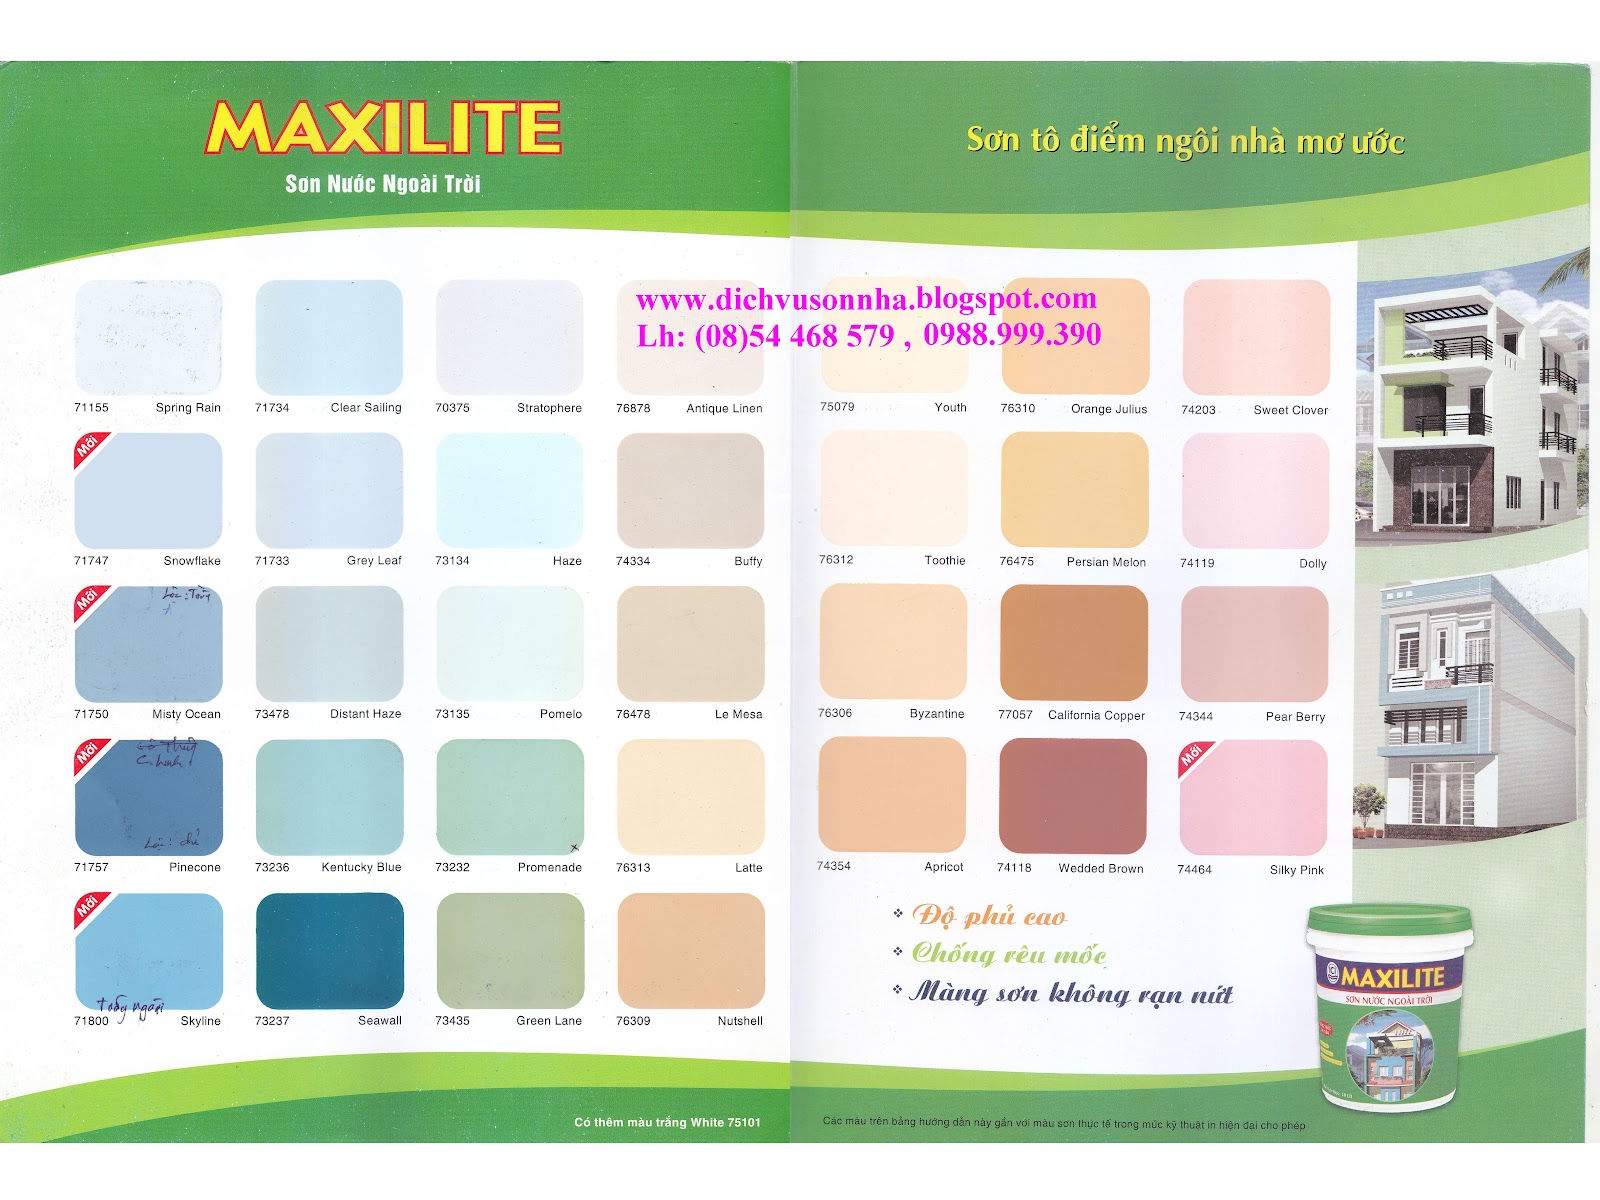 MAXILITE
Sơn Nước Ngoài Trời
Sơn tô điểm ngôi nhà mơ ước
www.dichvusonnha.blogspot.com
Lh: (08)54 468 579 , 0988.999.390
71155 Spring Rain 71734 Clear Sailing 70375 Stratophere 76878 Antique Linen 75079 Youth 76310 Orange Julius 74203 Sweet Clover
Mới
71747 Snowflake 71733 Grey Leaf 73134 Haze 74334 Buffy 76312 Toothie 76475 Persian Melon 74119 Dolly
Mới
71750 Misty Ocean 73478 Distant Haze 73135 Pomelo 76478 Le Mesa 76306 Byzantine 77057 California Copper 74344 Pear Berry
Mới
Mới
71757 Pinecone 73236 Kentucky Blue 73232 Promenade 76313 Latte 74354 Apricot 74118 Wedded Brown 74464 Silky Pink
Mới
71800 Skyline 73237 Seawall 73435 Green Lane 76309 Nutshell
Độ phủ cao
Chống rêu mốc
Màng sơn không rạn nứt
ICI MAXILITE
SƠN NƯỚC NGOÀI TRỜI
Có thêm màu trắng White 75101
Các màu trên bảng hướng dẫn này gần với màu sơn thực tế trong mức kỹ thuật in hiện đại cho phép